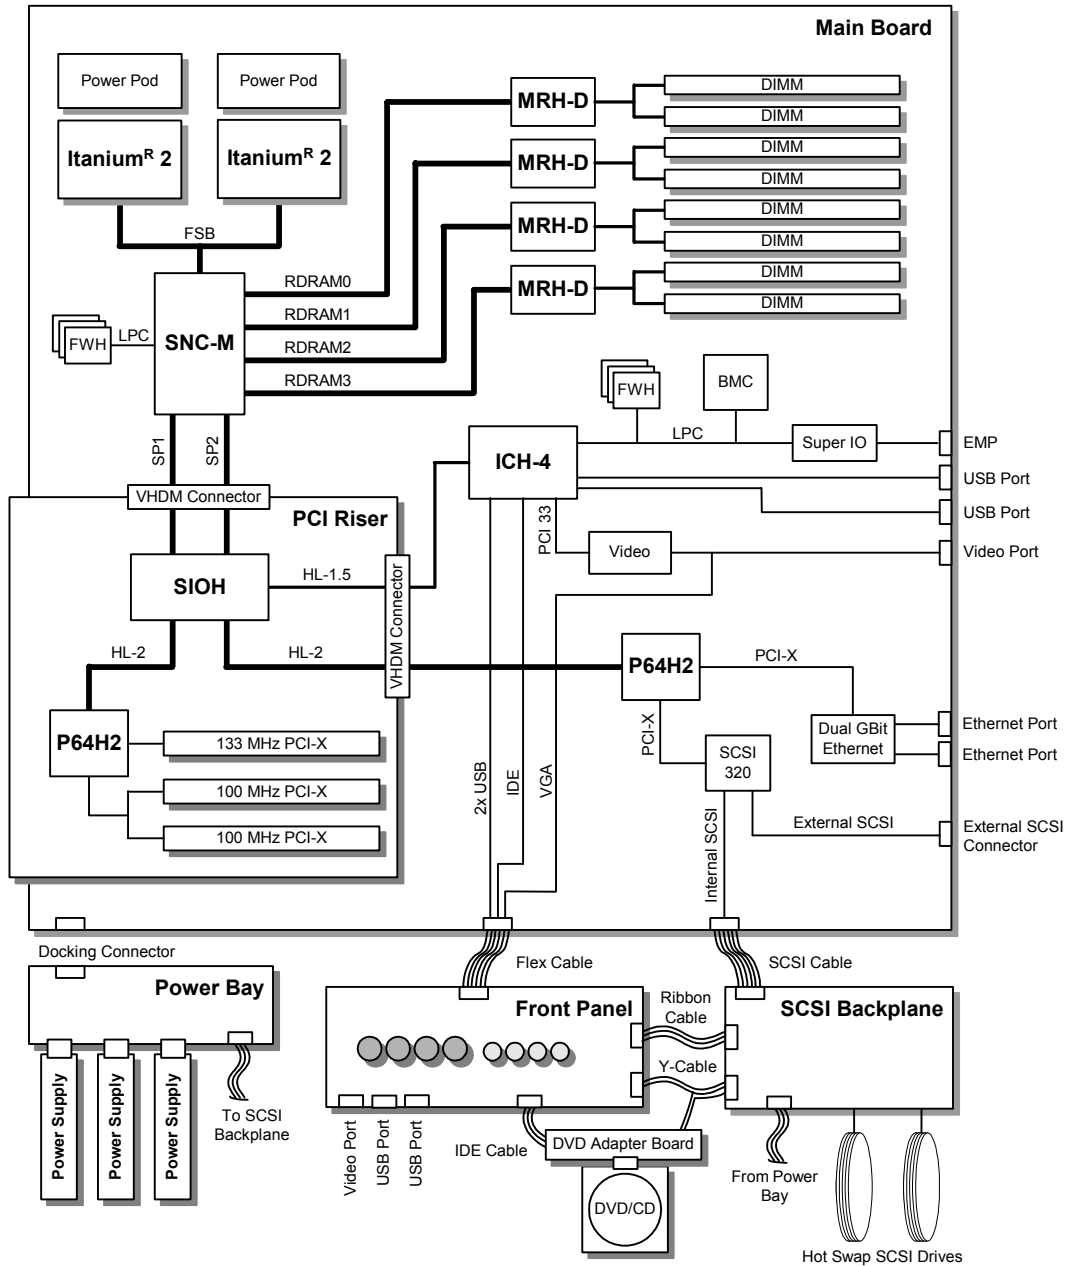 Main Board
Power Pod
Power Pod
Itanium^R 2
Itanium^R 2
MRH-D
MRH-D
MRH-D
MRH-D
DIMM
DIMM
DIMM
DIMM
DIMM
DIMM
DIMM
DIMM
FSB
RDRAM0
RDRAM1
RDRAM2
RDRAM3
SNC-M
LPC
FWH
SP1
SP2
FWH
BMC
LPC
Super IO
EMP
ICH-4
USB Port
USB Port
PCI 33
Video
Video Port
VHDM Connector
PCI Riser
SIOH
HL-1.5
VHDM Connector
HL-2
HL-2
P64H2
PCI-X
P64H2
PCI-X
Dual GBit
Ethernet
Ethernet Port
Ethernet Port
133 MHz PCI-X
100 MHz PCI-X
100 MHz PCI-X
SCSI
320
2x USB
IDE
VGA
Internal SCSI
External SCSI
External SCSI
Connector
Docking Connector
Flex Cable
SCSI Cable
Power Bay
Front Panel
Ribbon
Cable
SCSI Backplane
Y-Cable
Power Supply
Power Supply
Power Supply
To SCSI
Backplane
Video Port
USB Port
USB Port
IDE Cable
DVD Adapter Board
DVD/CD
From Power
Bay
Hot Swap SCSI Drives